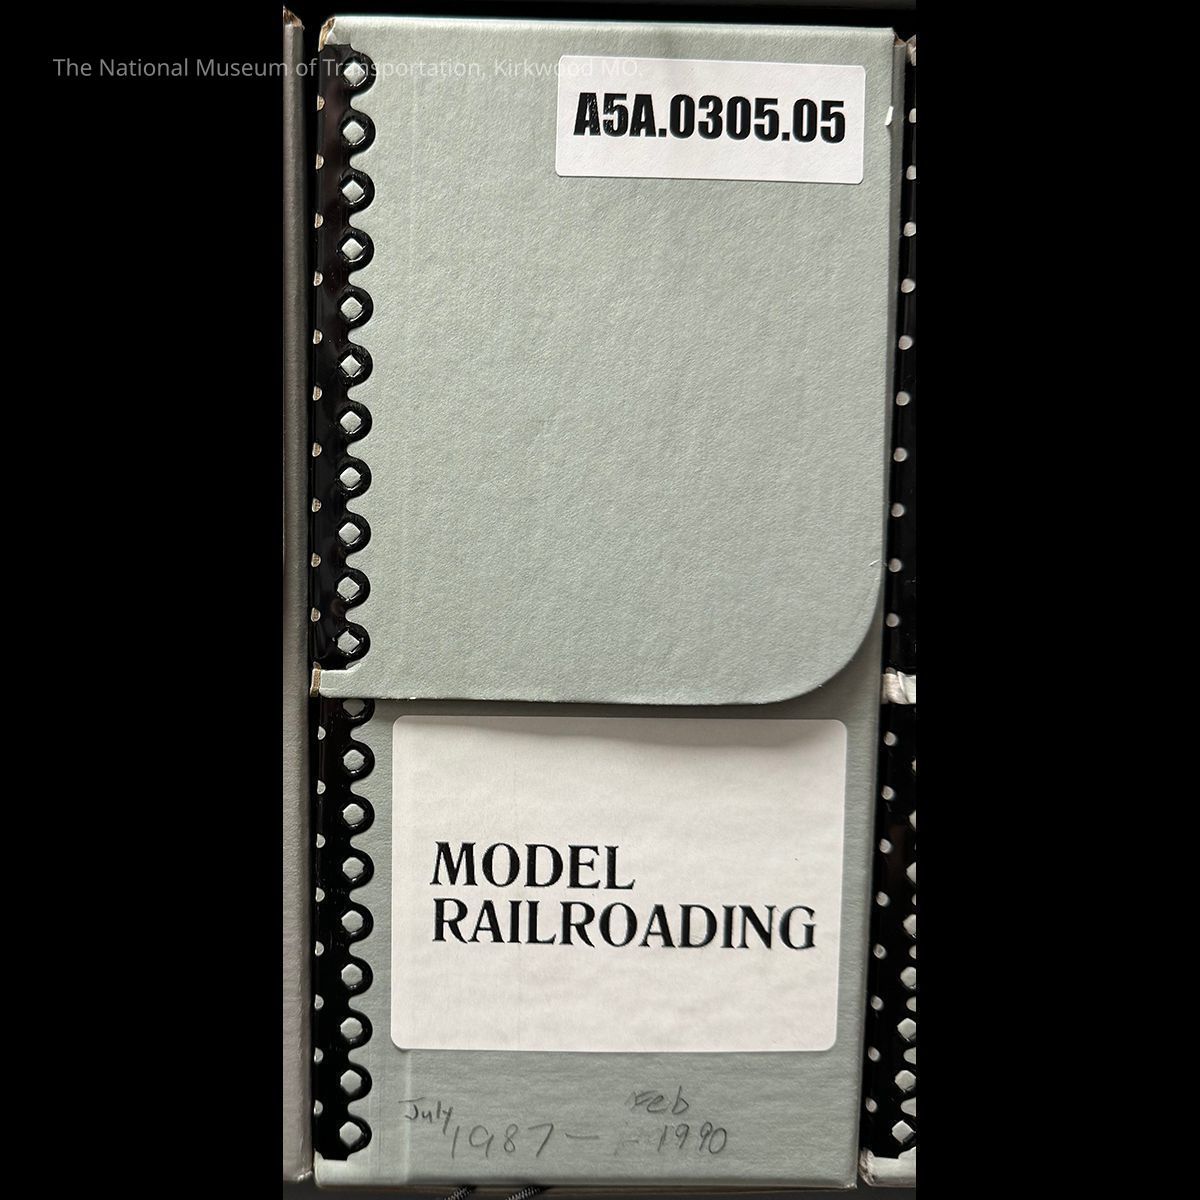 The National Museum of Transportation, Kirkwood MO.
A5A.0305.05
MODEL
RAILROADING
July Feb
1987 - 1990